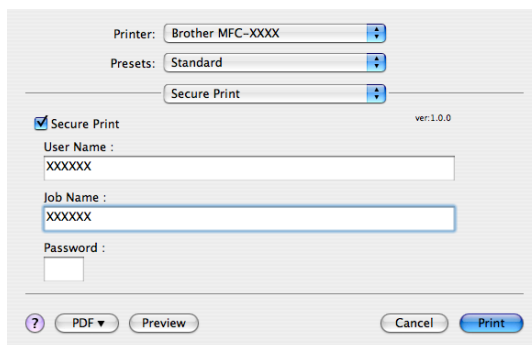 Printer: Brother MFC-XXXX
Presets: Standard
Secure Print
Secure Print ver:1.0.0
User Name :
XXXXXX
Job Name :
XXXXXX
Password :
? PDF▼ Preview Cancel Print